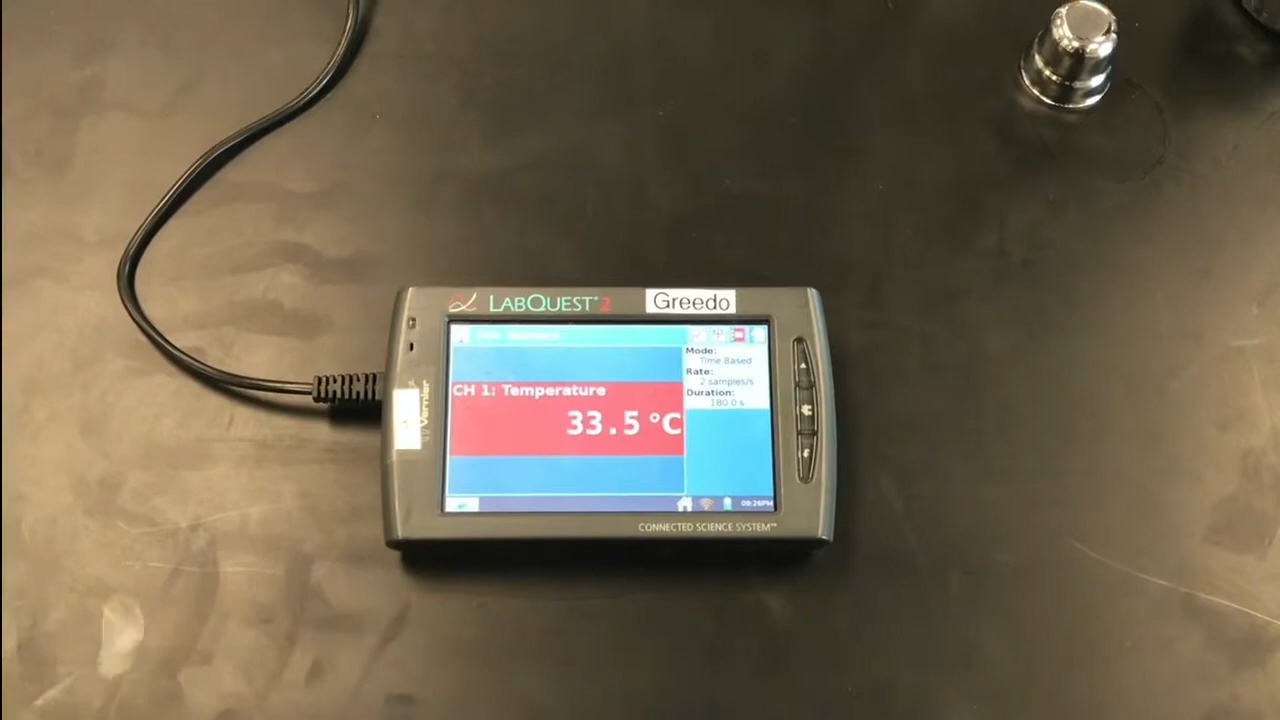 LABQUEST®2
Greedo
Vernier
CH 1: Temperature
33.5 °C
Mode:
Time Based
Rate:
2 samples/s
Duration:
180.0 s
09:26PM
CONNECTED SCIENCE SYSTEM™